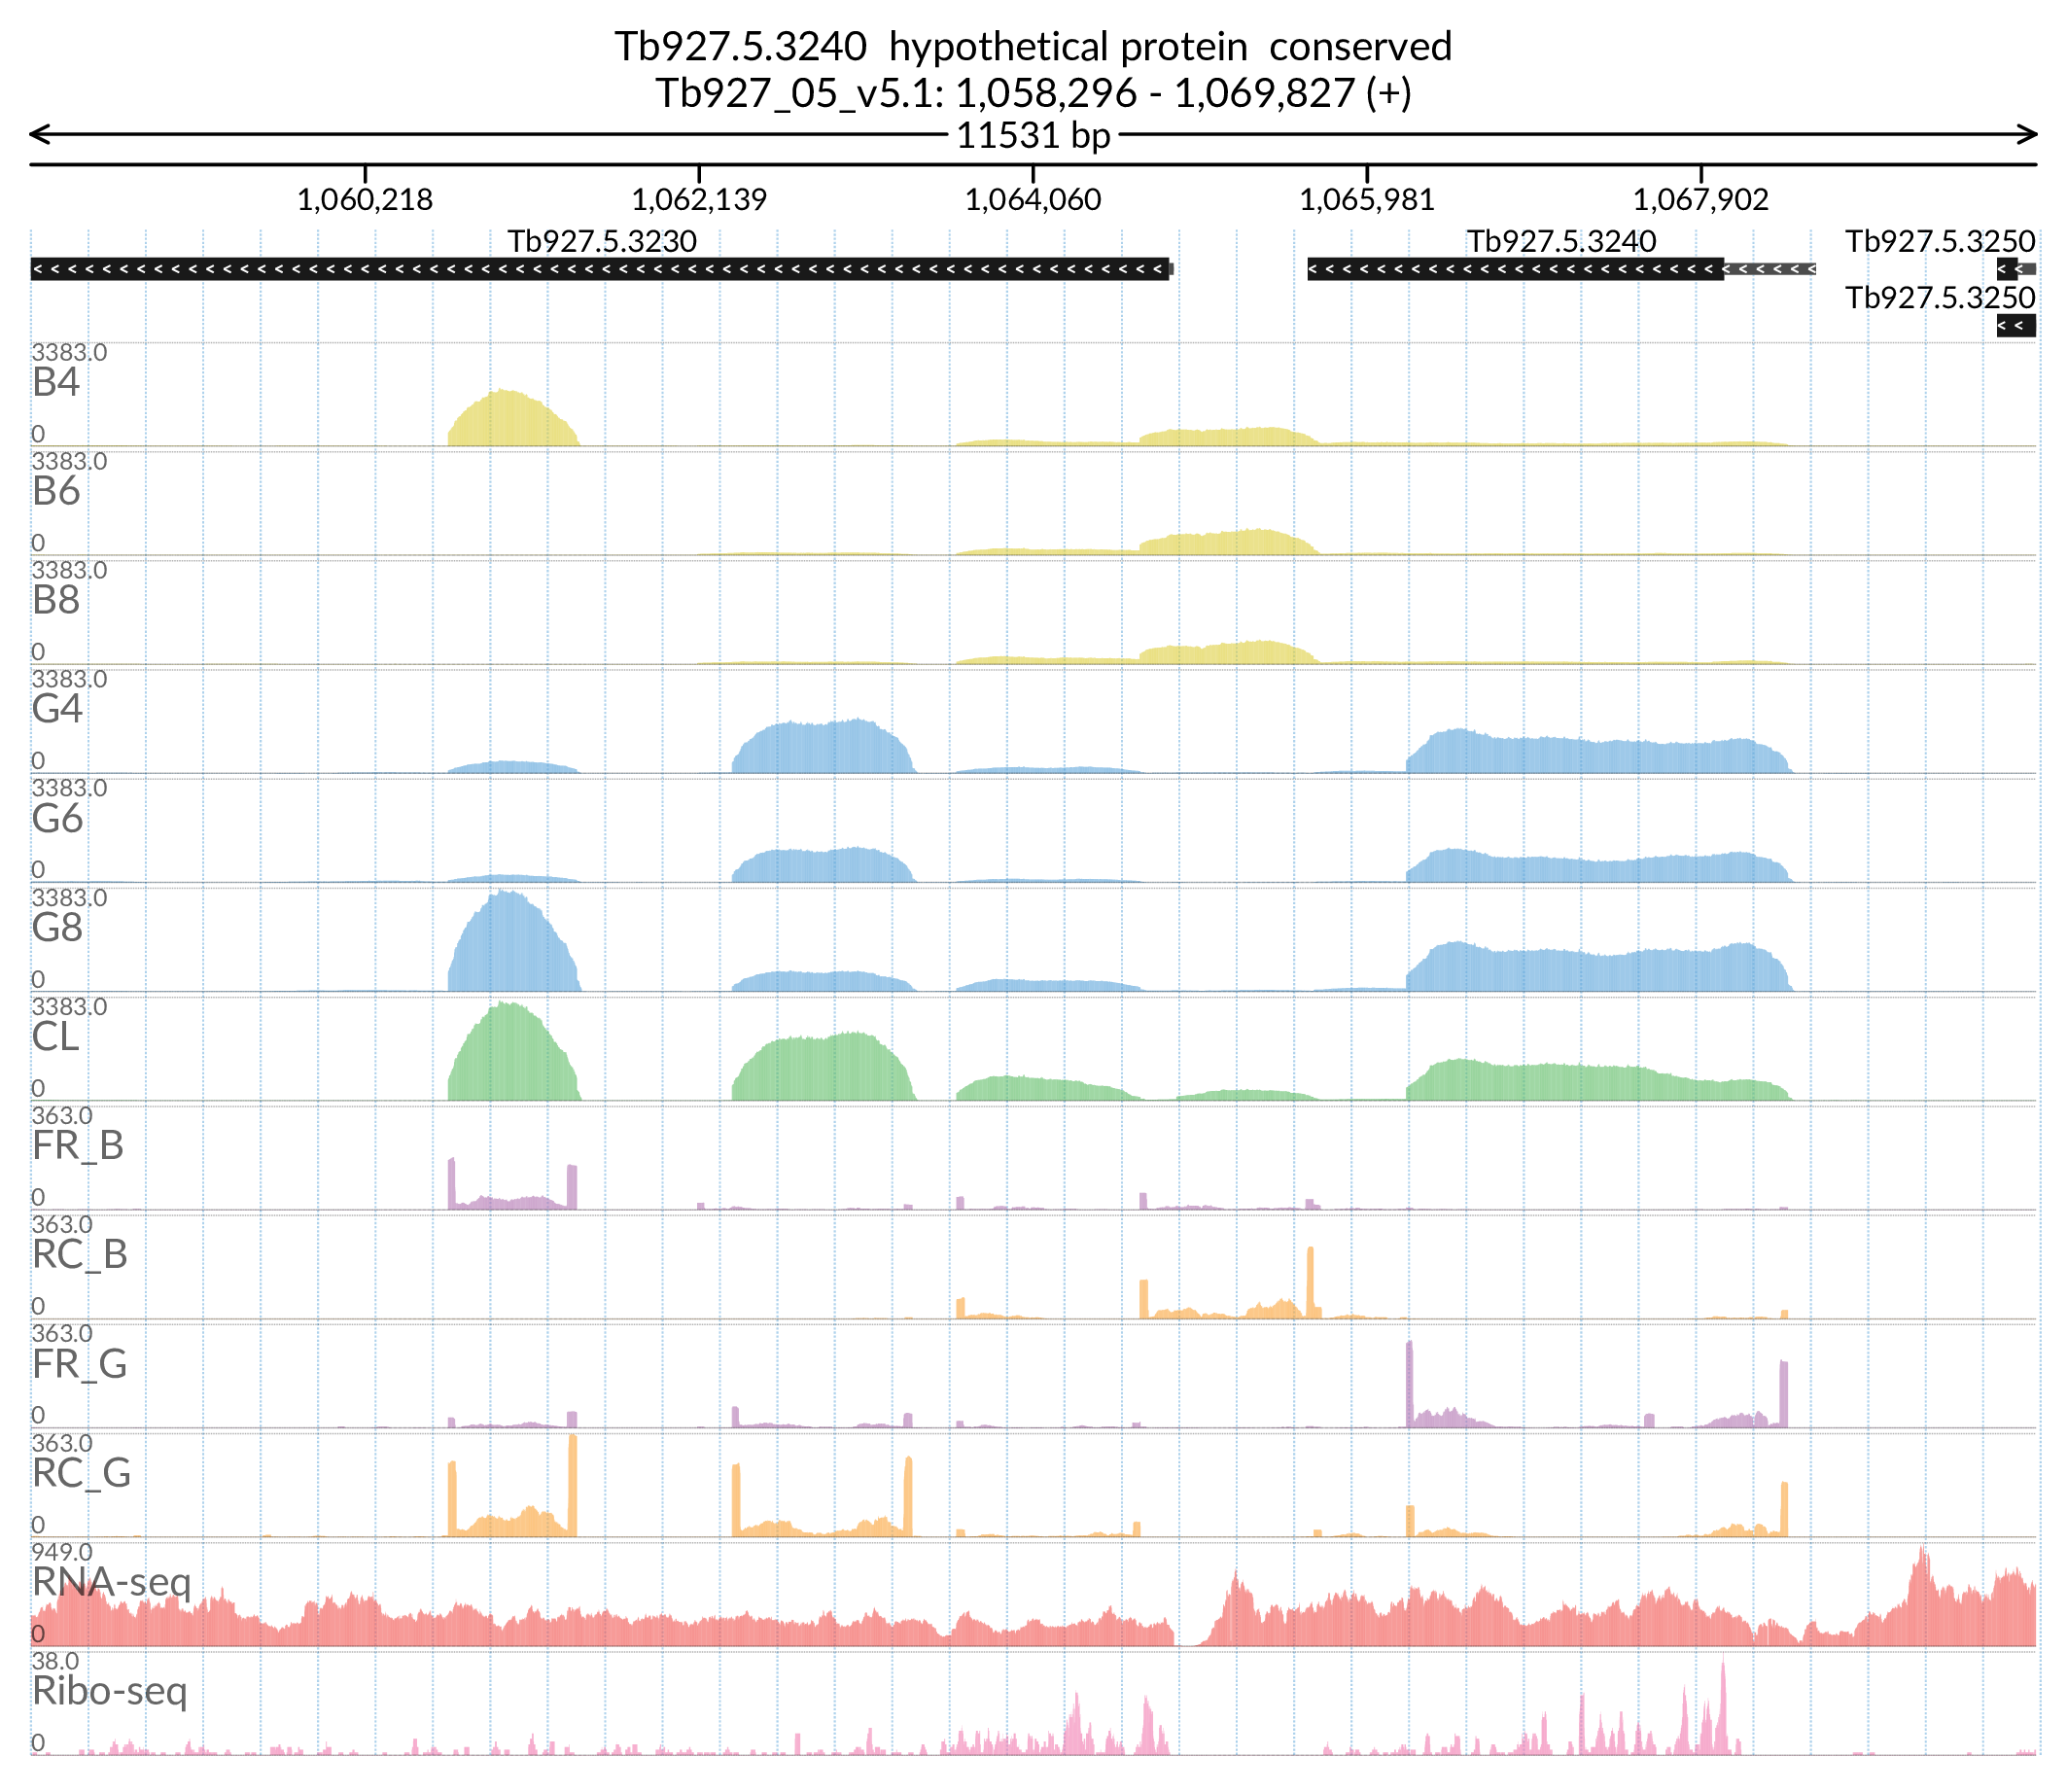 Tb927.5.3240  hypothetical protein  conserved
Tb927_05_v5.1: 1,058,296 - 1,069,827 (+)
11531 bp
1,060,218 1,062,139 1,064,060 1,065,981 1,067,902
Tb927.5.3230 Tb927.5.3240 Tb927.5.3250
Tb927.5.3250
3383.0
B4
0
3383.0
B6
0
3383.0
B8
0
3383.0
G4
0
3383.0
G6
0
3383.0
G8
0
3383.0
CL
0
363.0
FR_B
0
363.0
RC_B
0
363.0
FR_G
0
363.0
RC_G
0
949.0
RNA-seq
0
38.0
Ribo-seq
0